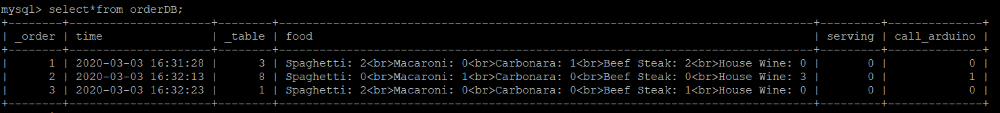 mysql> select*from orderDB;
+--------+---------------------+--------+-------------------------------------------------------------------------------+---------+--------------+
| _order | time                | _table | food                                                                          | serving | call_arduino |
+--------+---------------------+--------+-------------------------------------------------------------------------------+---------+--------------+
|      1 | 2020-03-03 16:31:28 |      3 | Spaghetti: 2<br>Macaroni: 0<br>Carbonara: 1<br>Beef Steak: 2<br>House Wine: 0 |       0 |            0 |
|      2 | 2020-03-03 16:32:13 |      8 | Spaghetti: 0<br>Macaroni: 1<br>Carbonara: 0<br>Beef Steak: 0<br>House Wine: 3 |       0 |            1 |
|      3 | 2020-03-03 16:32:23 |      1 | Spaghetti: 2<br>Macaroni: 0<br>Carbonara: 0<br>Beef Steak: 1<br>House Wine: 0 |       0 |            0 |
+--------+---------------------+--------+-------------------------------------------------------------------------------+---------+--------------+